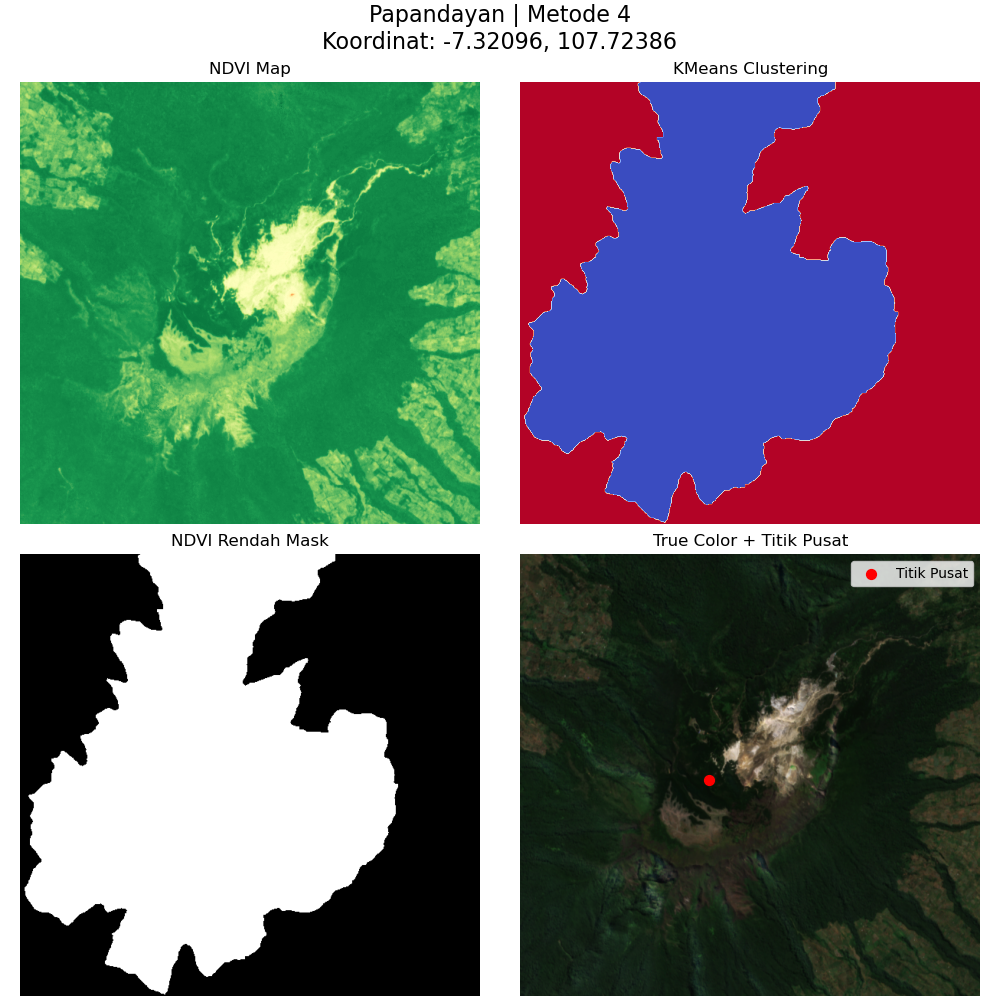 Papandayan | Metode 4
Koordinat: -7.32096, 107.72386
NDVI Map
KMeans Clustering
NDVI Rendah Mask
True Color + Titik Pusat
Titik Pusat